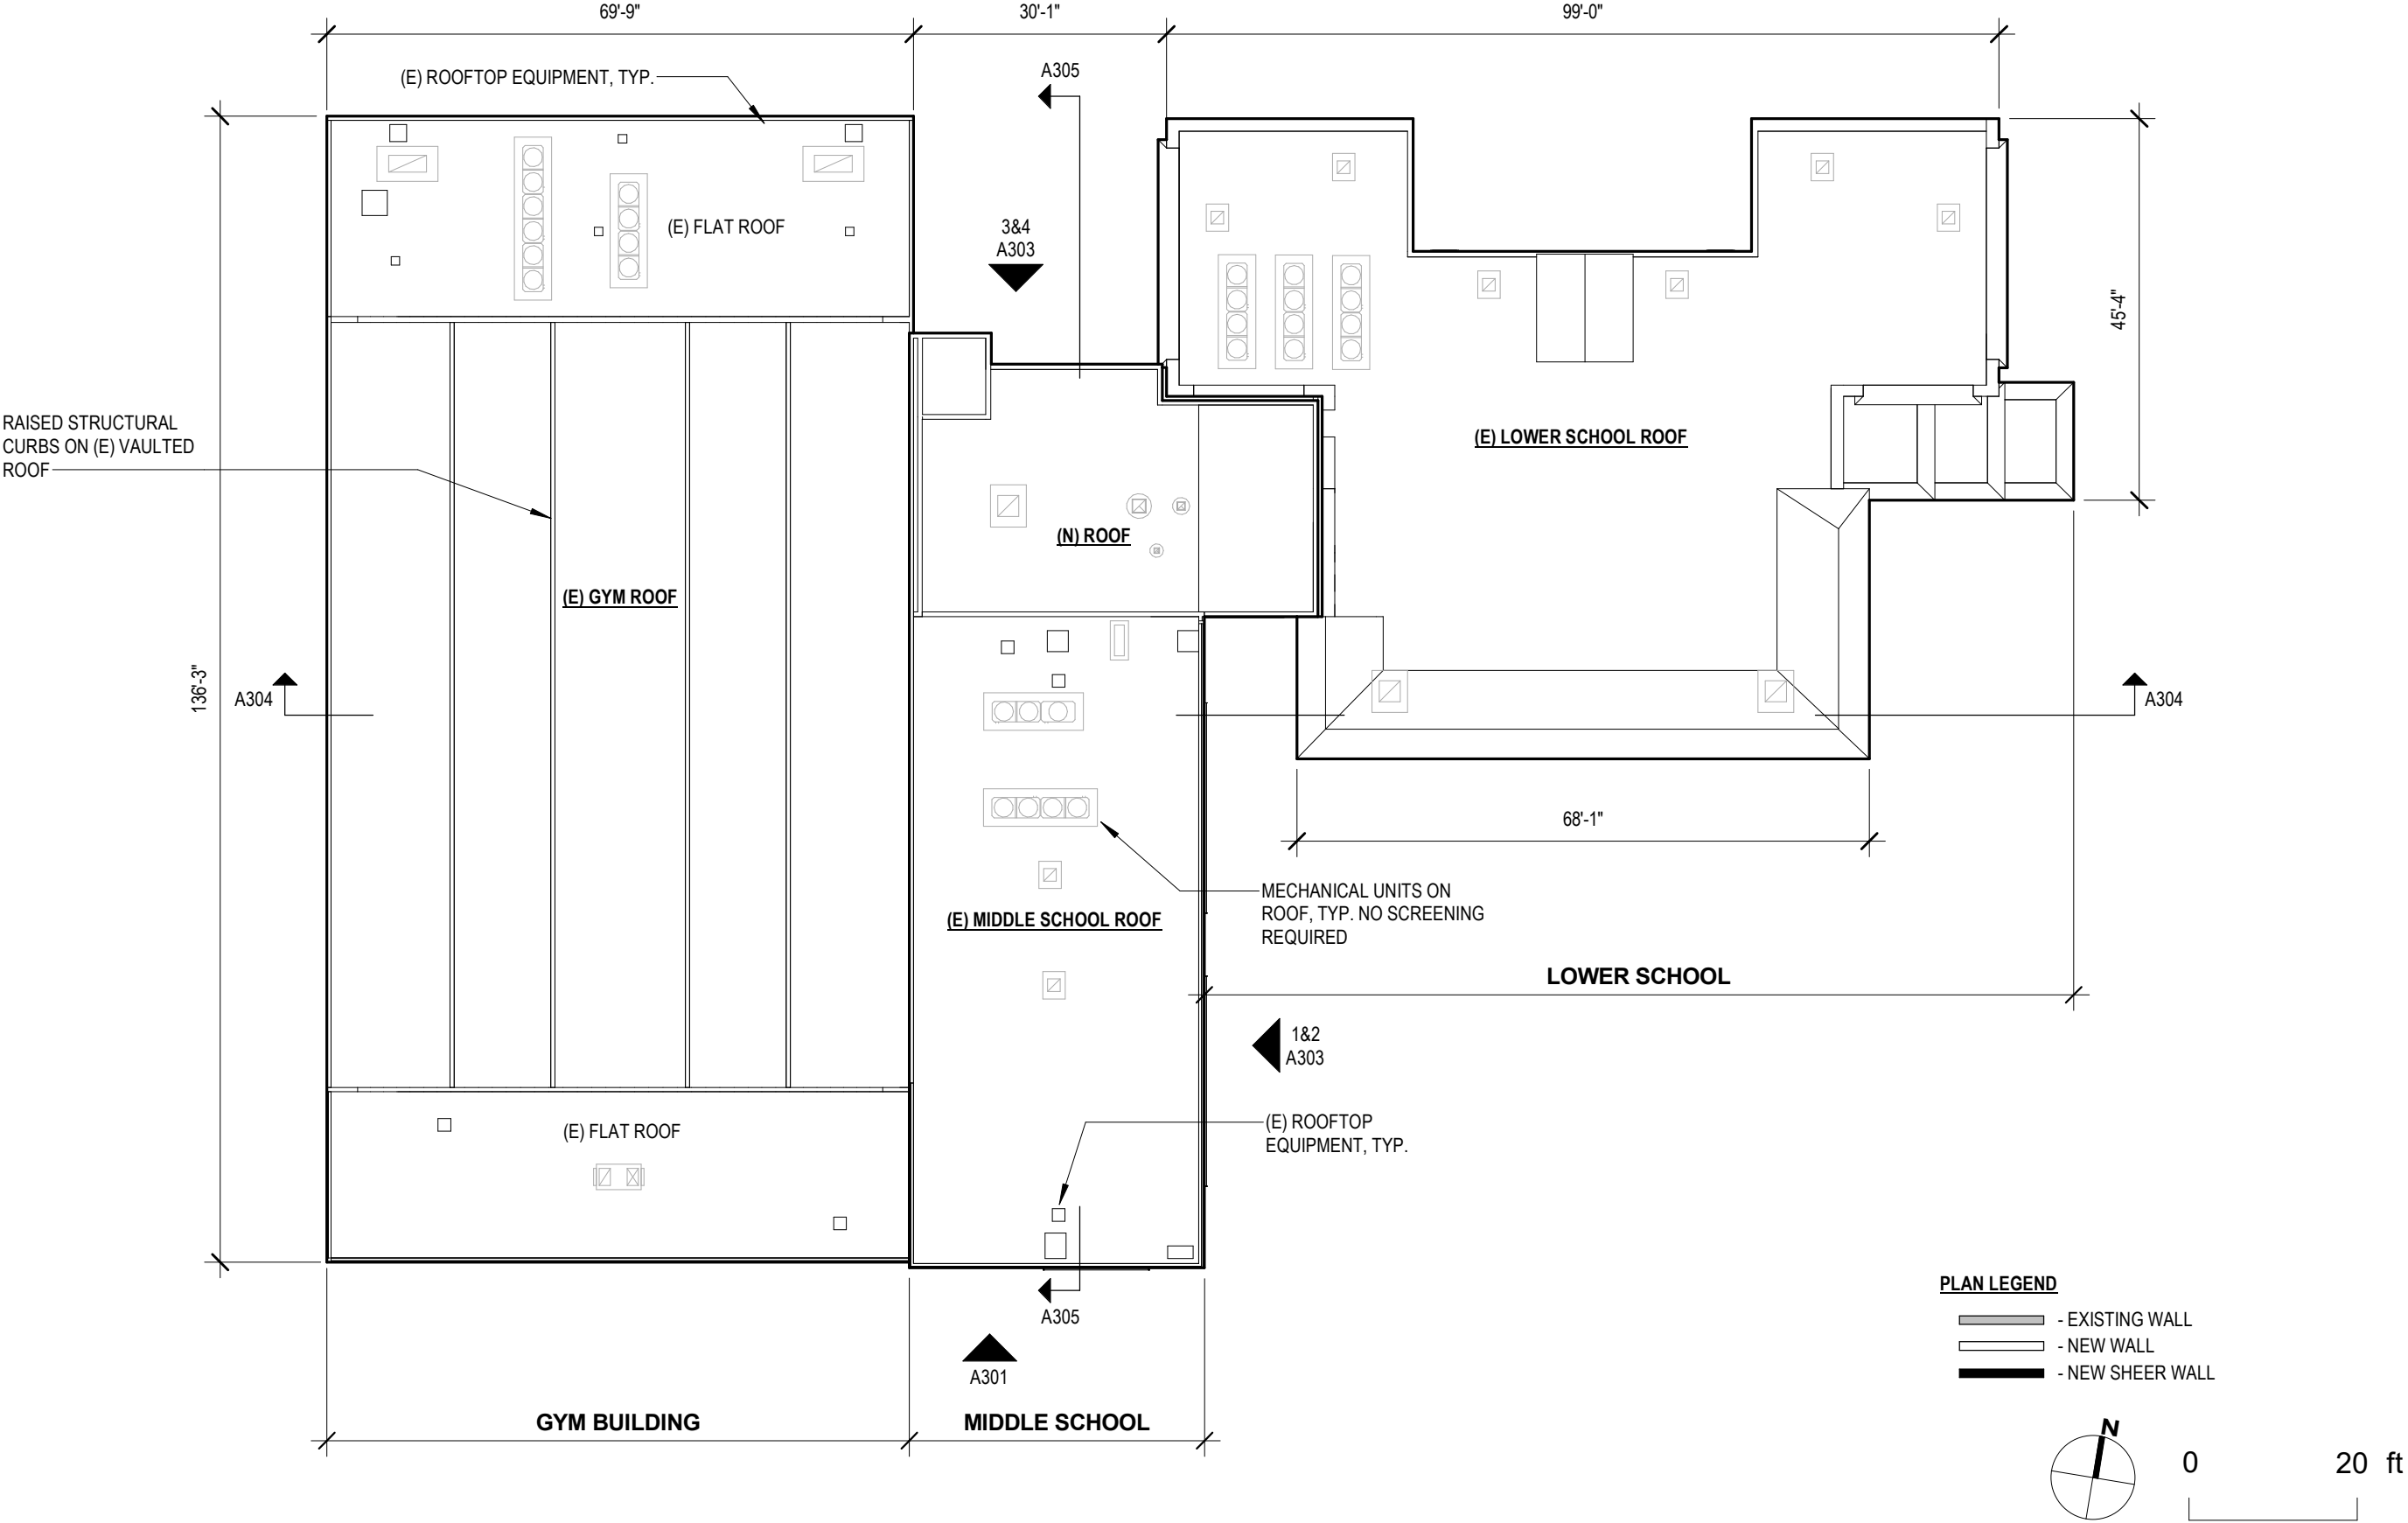 69'-9"
30'-1"
99'-0"
(E) ROOFTOP EQUIPMENT, TYP.
A305
3&4
A303
(E) FLAT ROOF
45'-4"
RAISED STRUCTURAL
CURBS ON (E) VAULTED
ROOF
(E) LOWER SCHOOL ROOF
(N) ROOF
(E) GYM ROOF
136'-3"
A304
A304
68'-1"
MECHANICAL UNITS ON
ROOF, TYP. NO SCREENING
REQUIRED
(E) MIDDLE SCHOOL ROOF
LOWER SCHOOL
1&2
A303
(E) FLAT ROOF
(E) ROOFTOP
EQUIPMENT, TYP.
A305
A301
GYM BUILDING
MIDDLE SCHOOL
PLAN LEGEND
- EXISTING WALL
- NEW WALL
- NEW SHEER WALL
N
0 20 ft